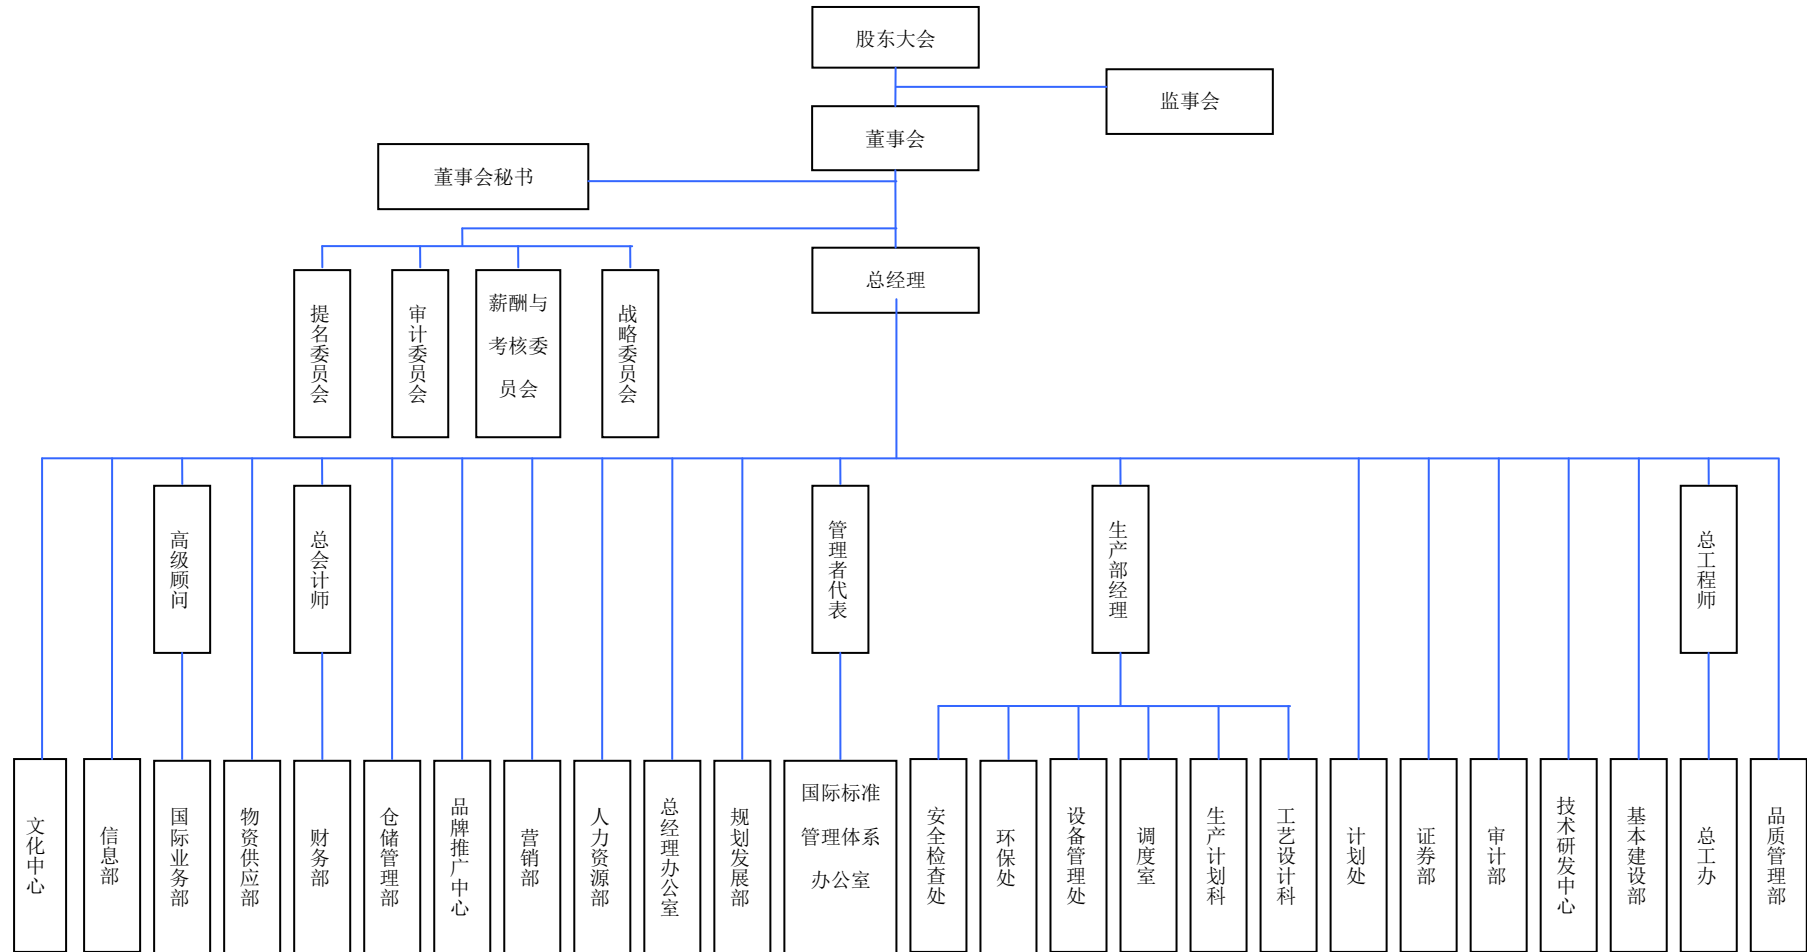 股东大会
监事会
董事会
董事会秘书
总经理
提名委员会
审计委员会
薪酬与
考核委
员会
战略委员会
高级顾问
总会计师
管理者代表
生产部经理
总工程师
文化中心
信息部
国际业务部
物资供应部
财务部
仓储管理部
品牌推广中心
营销部
人力资源部
总经理办公室
规划发展部
国际标准
管理体系
办公室
安全检查处
环保处
设备管理处
调度室
生产计划科
工艺设计科
计划处
证券部
审计部
技术研发中心
基本建设部
总工办
品质管理部